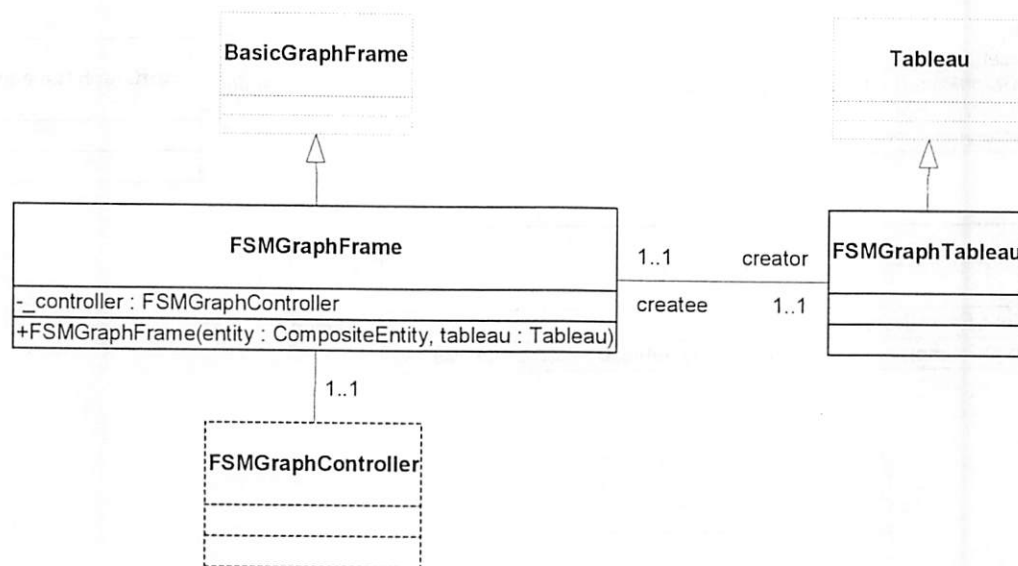 BasicGraphFrame
Tableau
FSMGraphFrame
-_controller : FSMGraphController
+FSMGraphFrame(entity : CompositeEntity, tableau : Tableau)
1..1 creator
createe 1..1
FSMGraphTableau
1..1
FSMGraphController